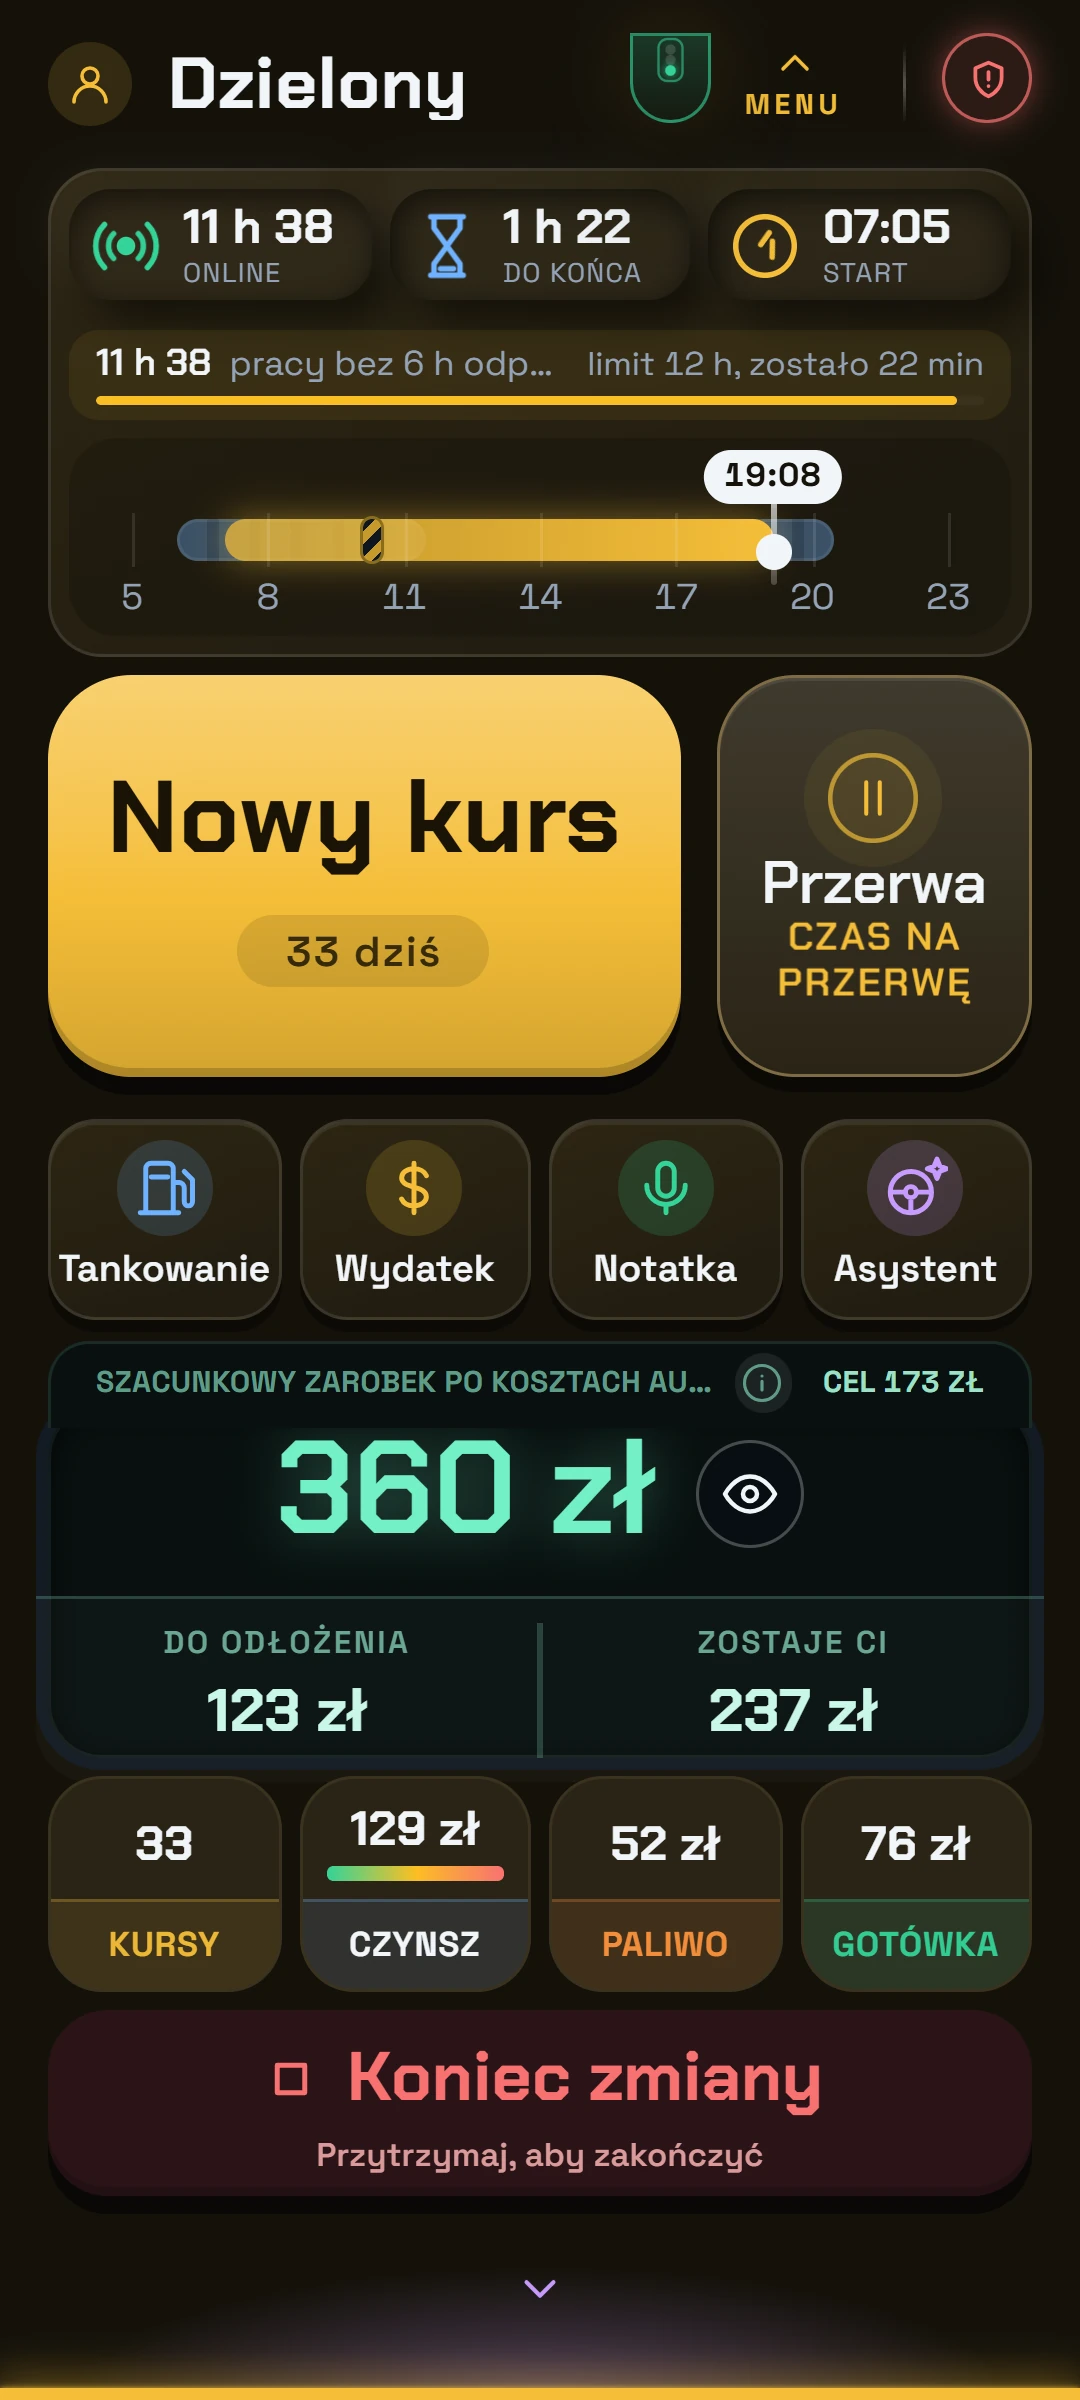 Dzielony
MENU
11 h 38
ONLINE
1 h 22
DO KOŃCA
07:05
START
11 h 38 pracy bez 6 h odp... limit 12 h, zostało 22 min
19:08
5 8 11 14 17 20 23
Nowy kurs
33 dziś
Przerwa
CZAS NA
PRZERWĘ
Tankowanie
Wydatek
Notatka
Asystent
SZACUNKOWY ZAROBEK PO KOSZTACH AU... CEL 173 ZŁ
360 zł
DO ODŁOŻENIA
123 zł
ZOSTAJE CI
237 zł
33
KURSY
129 zł
CZYNSZ
52 zł
PALIWO
76 zł
GOTÓWKA
Koniec zmiany
Przytrzymaj, aby zakończyć